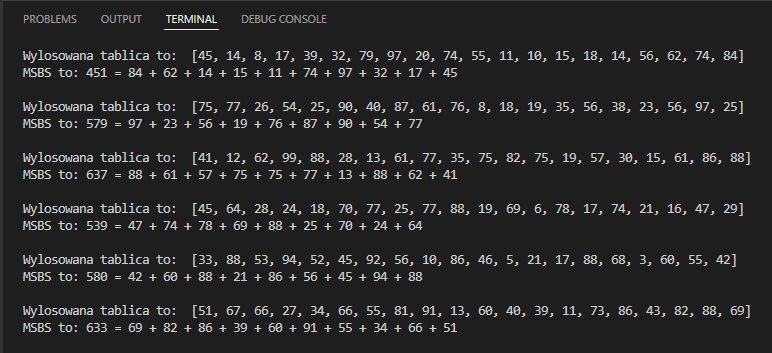 PROBLEMS OUTPUT TERMINAL DEBUG CONSOLE
Wylosowana tablica to:  [45, 14, 8, 17, 39, 32, 79, 97, 20, 74, 55, 11, 10, 15, 18, 14, 56, 62, 74, 84]
MSBS to: 451 = 84 + 62 + 14 + 15 + 11 + 74 + 97 + 32 + 17 + 45
Wylosowana tablica to:  [75, 77, 26, 54, 25, 90, 40, 87, 61, 76, 8, 18, 19, 35, 56, 38, 23, 56, 97, 25]
MSBS to: 579 = 97 + 23 + 56 + 19 + 76 + 87 + 90 + 54 + 77
Wylosowana tablica to:  [41, 12, 62, 99, 88, 28, 13, 61, 77, 35, 75, 82, 75, 19, 57, 30, 15, 61, 86, 88]
MSBS to: 637 = 88 + 61 + 57 + 75 + 75 + 77 + 13 + 88 + 62 + 41
Wylosowana tablica to:  [45, 64, 28, 24, 18, 70, 77, 25, 77, 88, 19, 69, 6, 78, 17, 74, 21, 16, 47, 29]
MSBS to: 539 = 47 + 74 + 78 + 69 + 88 + 25 + 70 + 24 + 64
Wylosowana tablica to:  [33, 88, 53, 94, 52, 45, 92, 56, 10, 86, 46, 5, 21, 17, 88, 68, 3, 60, 55, 42]
MSBS to: 580 = 42 + 60 + 88 + 21 + 86 + 56 + 45 + 94 + 88
Wylosowana tablica to:  [51, 67, 66, 27, 34, 66, 55, 81, 91, 13, 60, 40, 39, 11, 73, 86, 43, 82, 88, 69]
MSBS to: 633 = 69 + 82 + 86 + 39 + 60 + 91 + 55 + 34 + 66 + 51